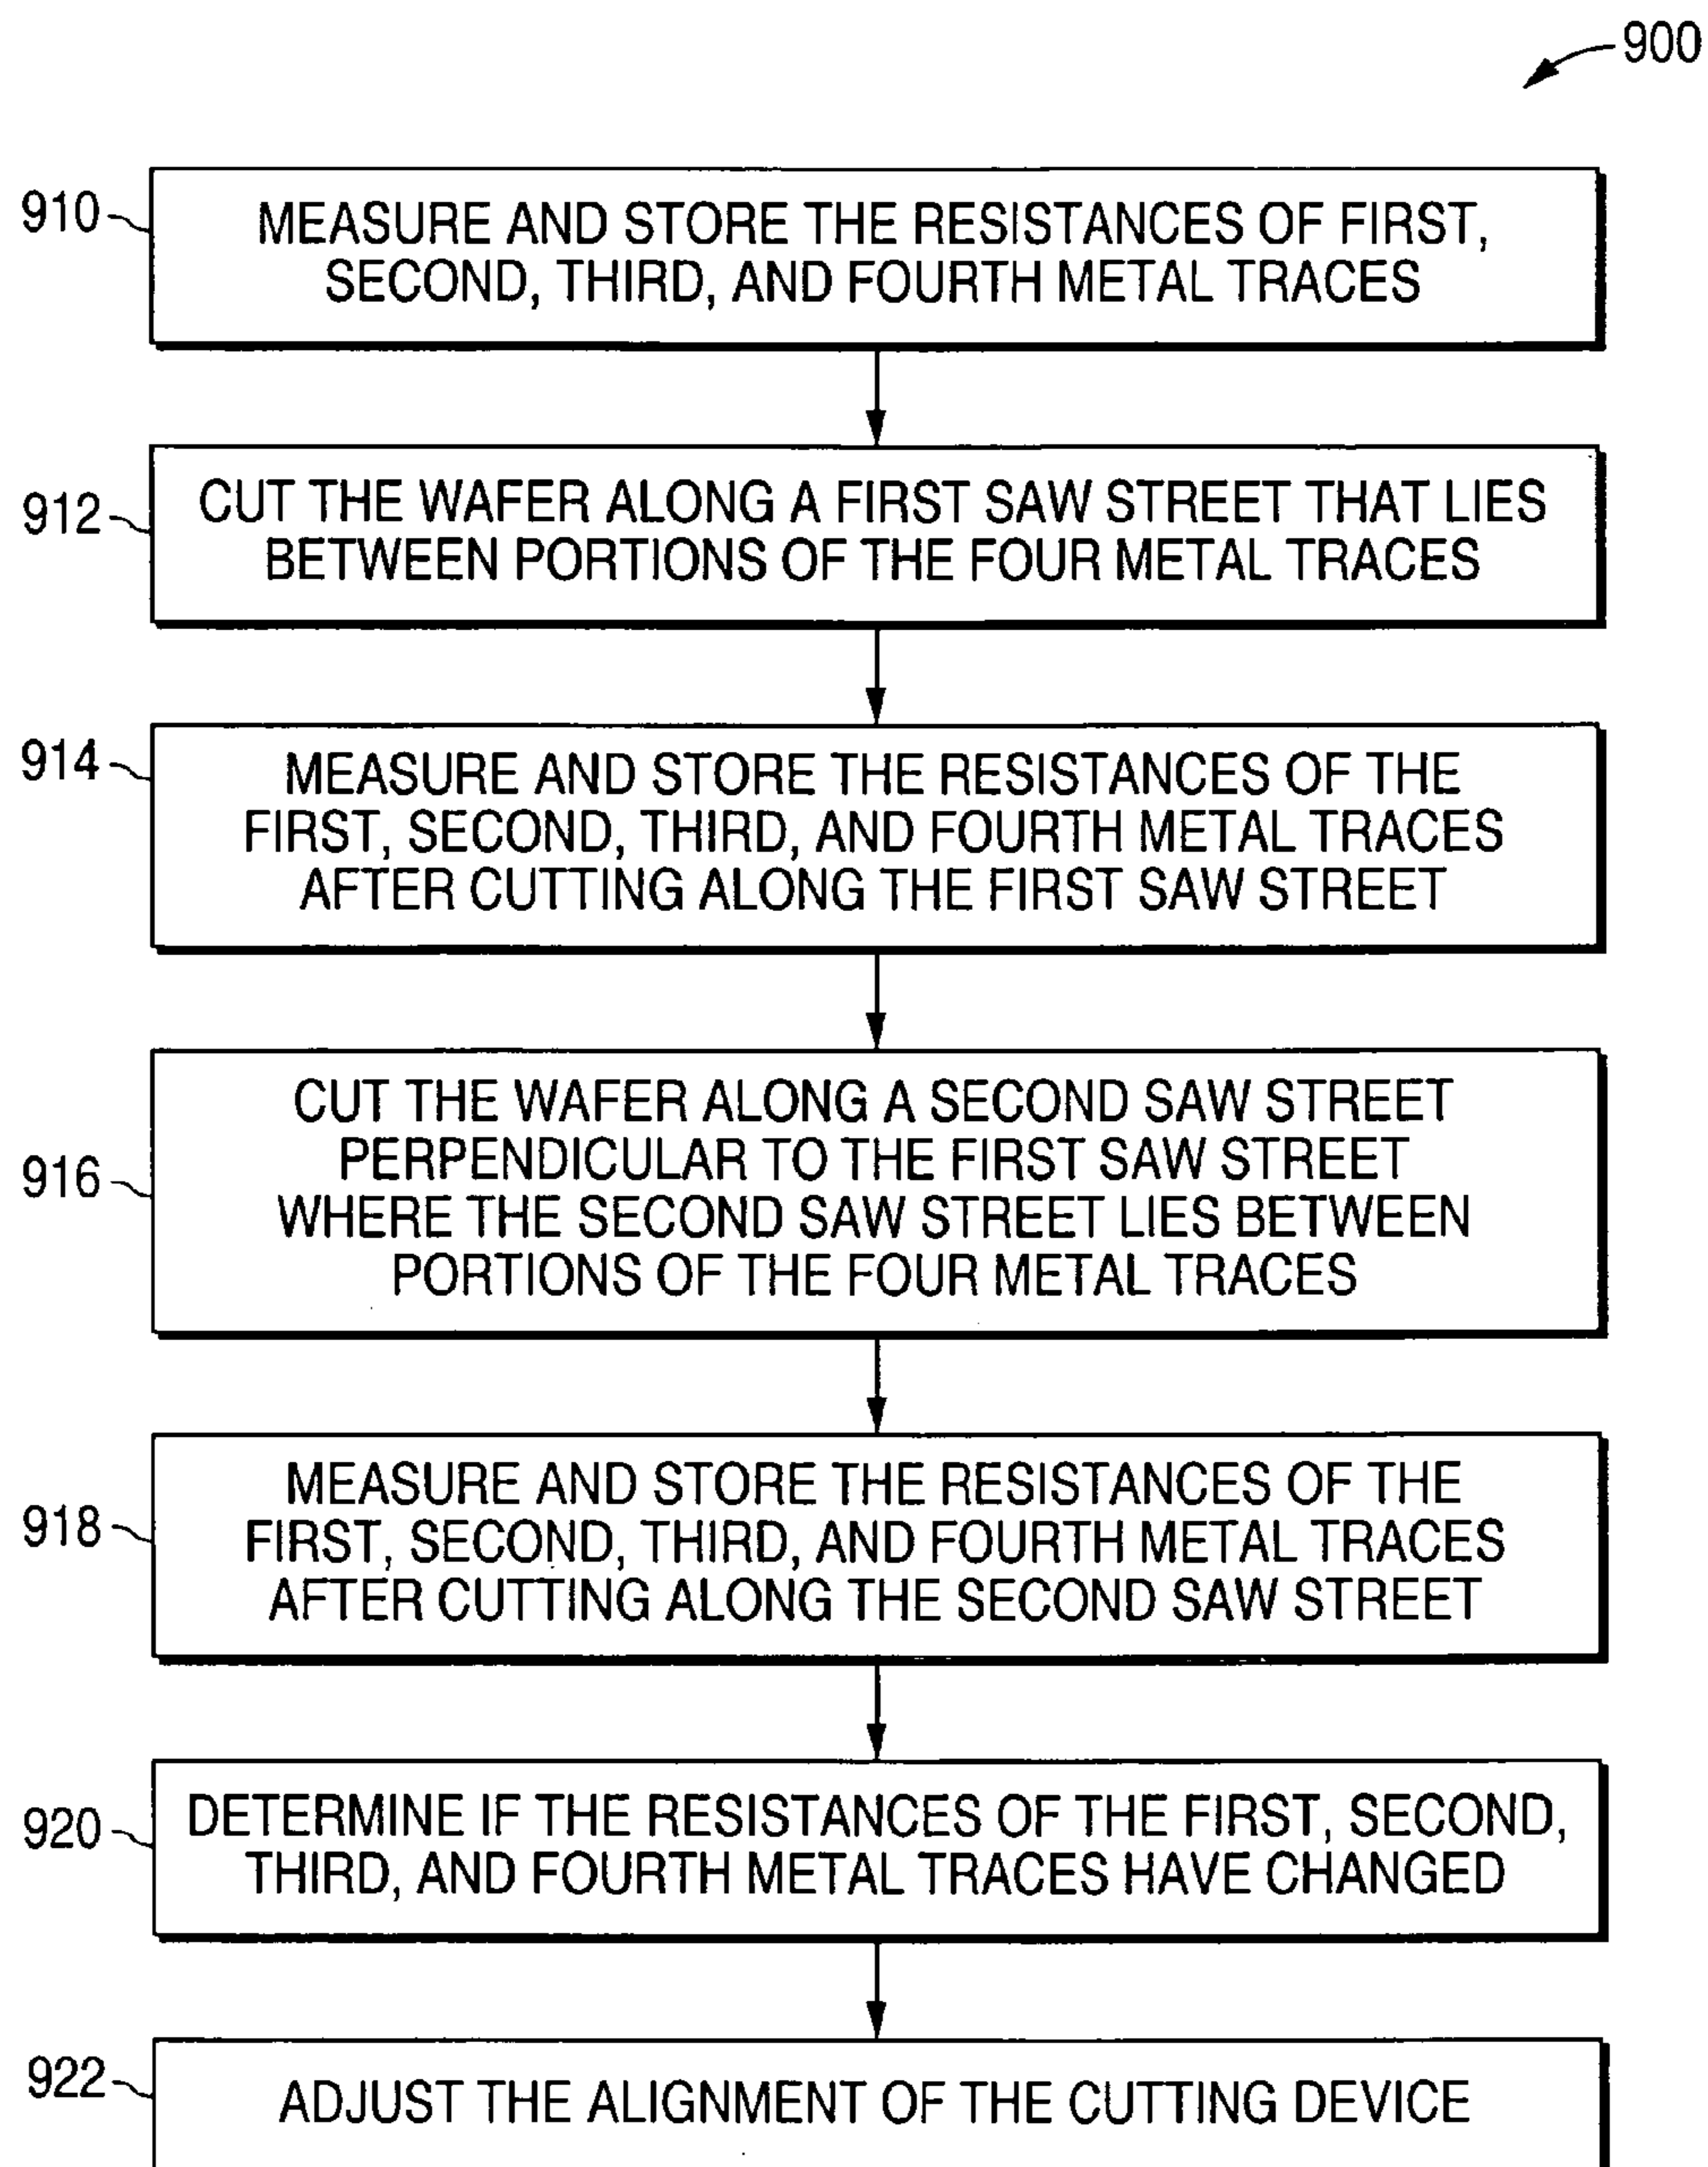 900
910
MEASURE AND STORE THE RESISTANCES OF FIRST,
SECOND, THIRD, AND FOURTH METAL TRACES
912
CUT THE WAFER ALONG A FIRST SAW STREET THAT LIES
BETWEEN PORTIONS OF THE FOUR METAL TRACES
914
MEASURE AND STORE THE RESISTANCES OF THE
FIRST, SECOND, THIRD, AND FOURTH METAL TRACES
AFTER CUTTING ALONG THE FIRST SAW STREET
916
CUT THE WAFER ALONG A SECOND SAW STREET
PERPENDICULAR TO THE FIRST SAW STREET
WHERE THE SECOND SAW STREET LIES BETWEEN
PORTIONS OF THE FOUR METAL TRACES
918
MEASURE AND STORE THE RESISTANCES OF THE
FIRST, SECOND, THIRD, AND FOURTH METAL TRACES
AFTER CUTTING ALONG THE SECOND SAW STREET
920
DETERMINE IF THE RESISTANCES OF THE FIRST, SECOND,
THIRD, AND FOURTH METAL TRACES HAVE CHANGED
922
ADJUST THE ALIGNMENT OF THE CUTTING DEVICE